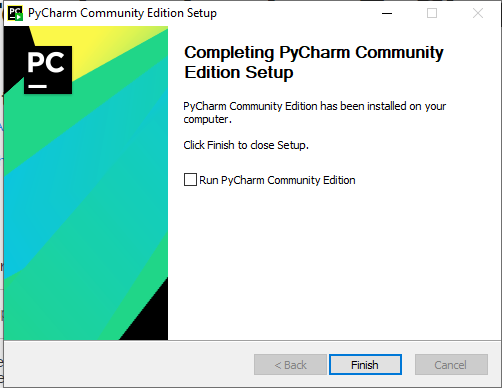 PC PyCharm Community Edition Setup
PC
Completing PyCharm Community
Edition Setup
PyCharm Community Edition has been installed on your
computer.
Click Finish to close Setup.
Run PyCharm Community Edition
< Back
Finish
Cancel